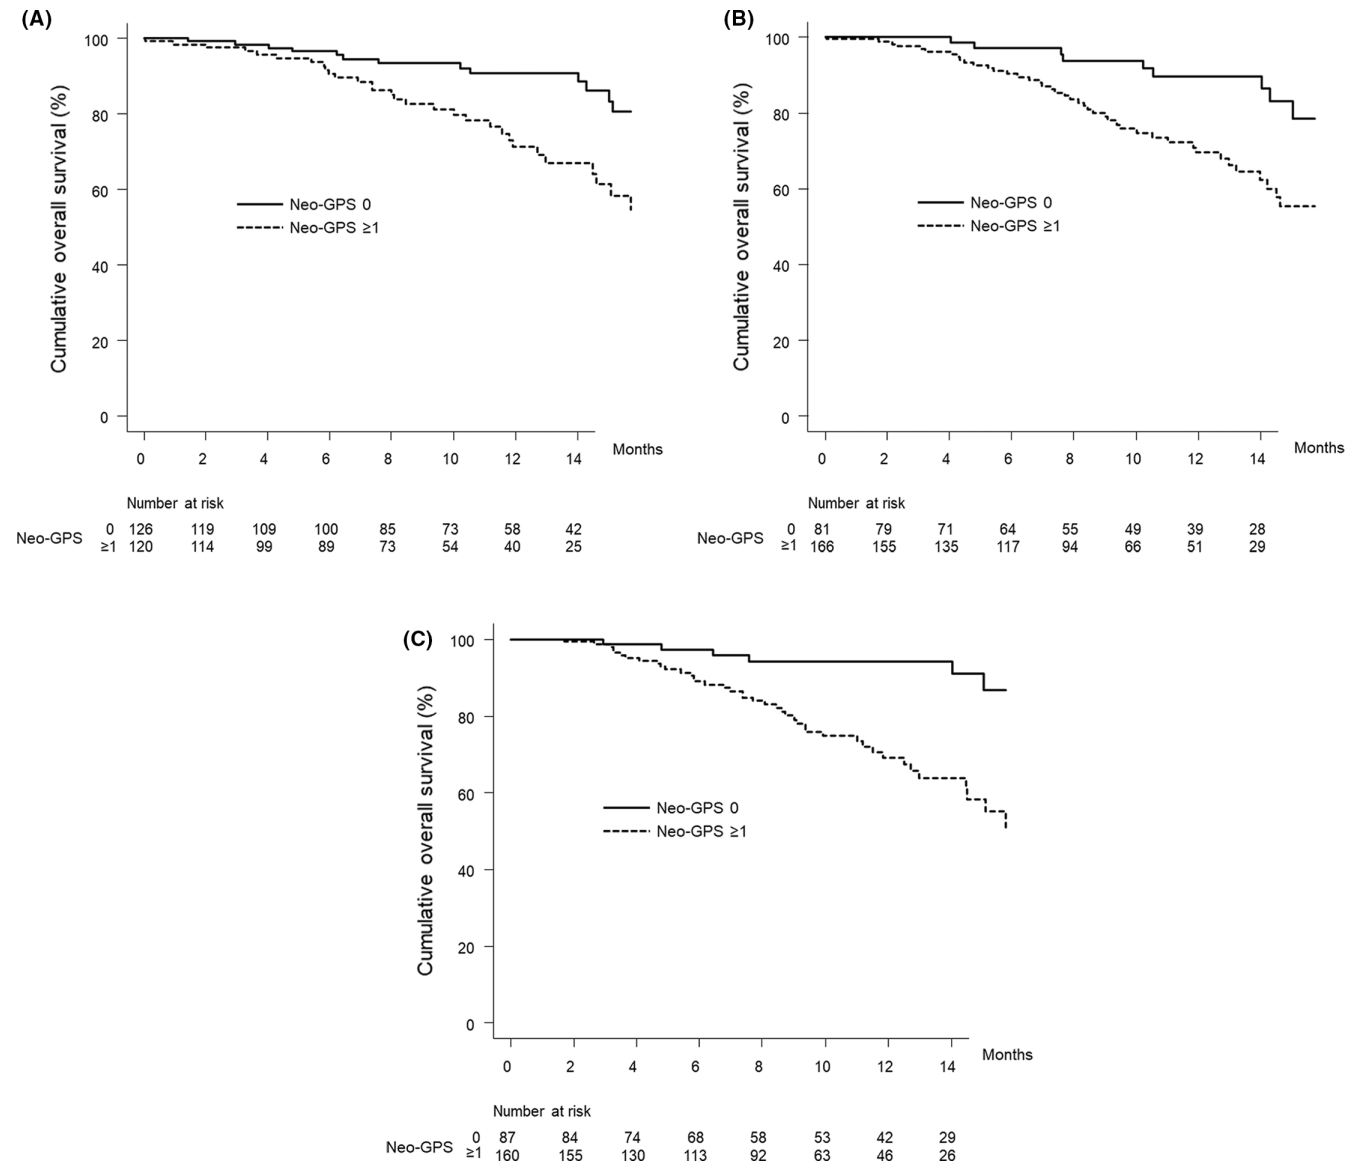 (A)
Cumulative overall survival (%)
100
80
60
40
20
0
Neo-GPS 0
Neo-GPS ≥1
0 2 4 6 8 10 12 14
Months
Number at risk
Neo-GPS
0 126 119 109 100 85 73 58 42
≥1 120 114 99 89 73 54 40 25
(B)
Cumulative overall survival (%)
100
80
60
40
20
0
Neo-GPS 0
Neo-GPS ≥1
0 2 4 6 8 10 12 14
Months
Number at risk
Neo-GPS
0 81 79 71 64 55 49 39 28
≥1 166 155 135 117 94 66 51 29
(C)
Cumulative overall survival (%)
100
80
60
40
20
0
Neo-GPS 0
Neo-GPS ≥1
0 2 4 6 8 10 12 14
Months
Number at risk
Neo-GPS
0 87 84 74 68 58 53 42 29
≥1 160 155 130 113 92 63 46 26